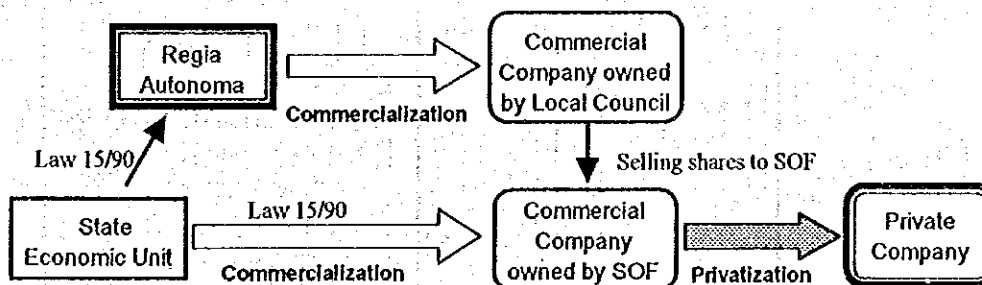 Regia
Autonoma
Commercialization
Commercial
Company owned
by Local Council
Law 15/90
Selling shares to SOF
State
Economic Unit
Law 15/90
Commercialization
Commercial
Company
owned by SOF
Privatization
Private
Company